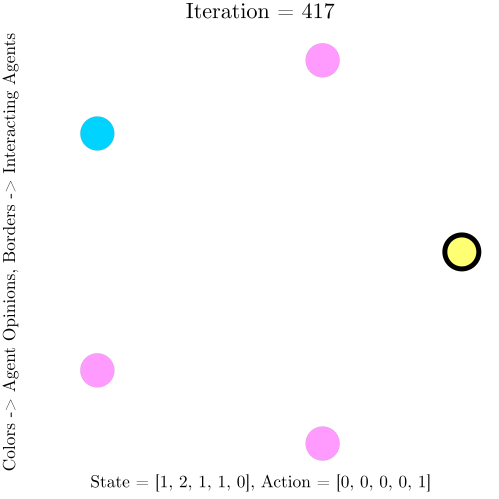 Iteration = 417
Colors -> Agent Opinions, Borders -> Interacting Agents
State = [1, 2, 1, 1, 0], Action = [0, 0, 0, 0, 1]